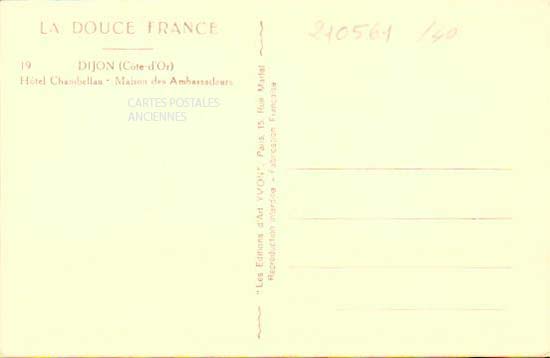 LA DOUCE FRANCE
19 DIJON (Côte-d'Or)
Hôtel Chambellan - Maison des Ambassadeurs
CARTES POSTALES
ANCIENNES
210561 /40
"Les Editions d'Art YVON", Paris, 15, Rue Martel
Reproduction interdite - Fabrication Française